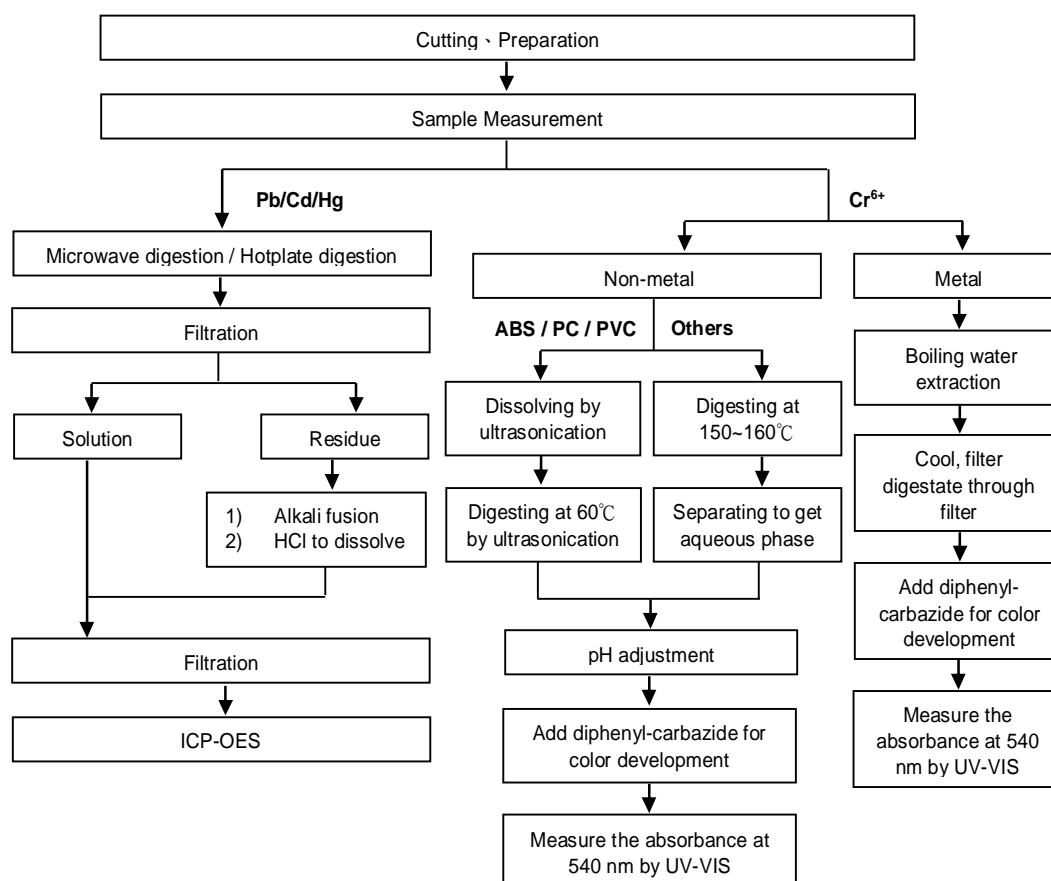 Cutting、Preparation
Sample Measurement
Pb/Cd/Hg
Cr⁶⁺
Microwave digestion / Hotplate digestion
Non-metal
Metal
Filtration
ABS / PC / PVC
Others
Boiling water
extraction
Solution
Residue
Dissolving by
ultrasonication
Digesting at
150~160℃
Cool, filter
digestate through
filter
1) Alkali fusion
2) HCl to dissolve
Digesting at 60℃
by ultrasonication
Separating to get
aqueous phase
Add diphenyl-
carbazide for color
development
Filtration
pH adjustment
ICP-OES
Add diphenyl-carbazide for
color development
Measure the
absorbance at 540
nm by UV-VIS
Measure the absorbance at
540 nm by UV-VIS